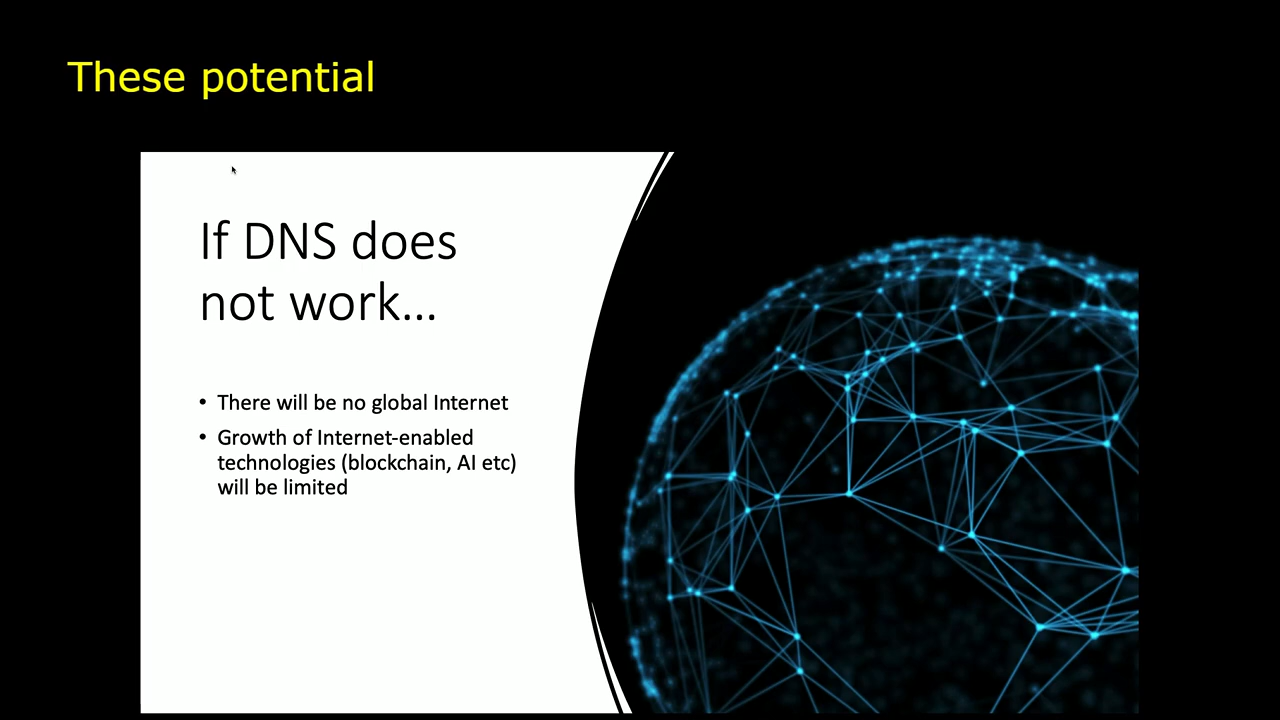 These potential
If DNS does
not work...
• There will be no global Internet
• Growth of Internet-enabled
technologies (blockchain, AI etc)
will be limited